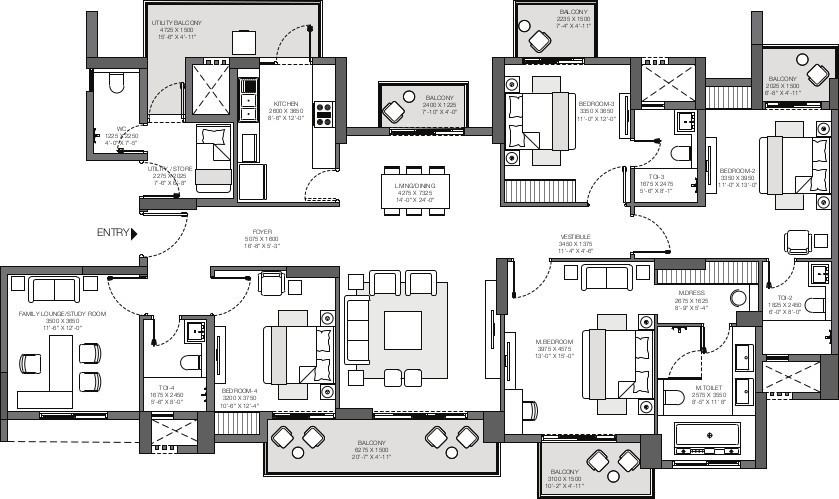 UTILITY BALCONY
4725 X 1500
15'-6" X 4'-11"
BALCONY
2235 X 1500
7'-4" X 4'-11"
BALCONY
2025 X 1500
6'-8" X 4'-11"
KITCHEN
2600 X 3650
8'-6" X 12'-0"
BALCONY
2400 X 1225
7'-10" X 4'-0"
BEDROOM-3
3350 X 3650
11'-0" X 12'-0"
WC
1225 X 2250
4'-0" X 7'-5"
UTILITY / STORE
2275 X 2025
7'-6" X 6'-8"
LIVING/DINING
4275 X 7325
14'-0" X 24'-0"
TOI-3
1675 X 2475
5'-6" X 8'-1"
BEDROOM-2
3350 X 3950
11'-0" X 13'-0"
ENTRY
FOYER
5075 X 1600
16'-8" X 5'-3"
VESTIBULE
3450 X 1375
11'-4" X 4'-6"
M.DRESS
2675 X 1625
8'-9" X 5'-4"
TOI-2
1825 X 2450
6'-0" X 8'-0"
FAMILY LOUNGE/STUDY ROOM
3500 X 3650
11'-6" X 12'-0"
M.BEDROOM
3975 X 4575
13'-0" X 15'-0"
TOI-4
1675 X 2450
5'-6" X 8'-0"
BEDROOM-4
3200 X 3750
10'-6" X 12'-4"
M.TOILET
2575 X 3550
8'-5" X 11' 8"
BALCONY
6275 X 1500
20'-7" X 4'-11"
BALCONY
3100 X 1500
10'-2" X 4'-11"